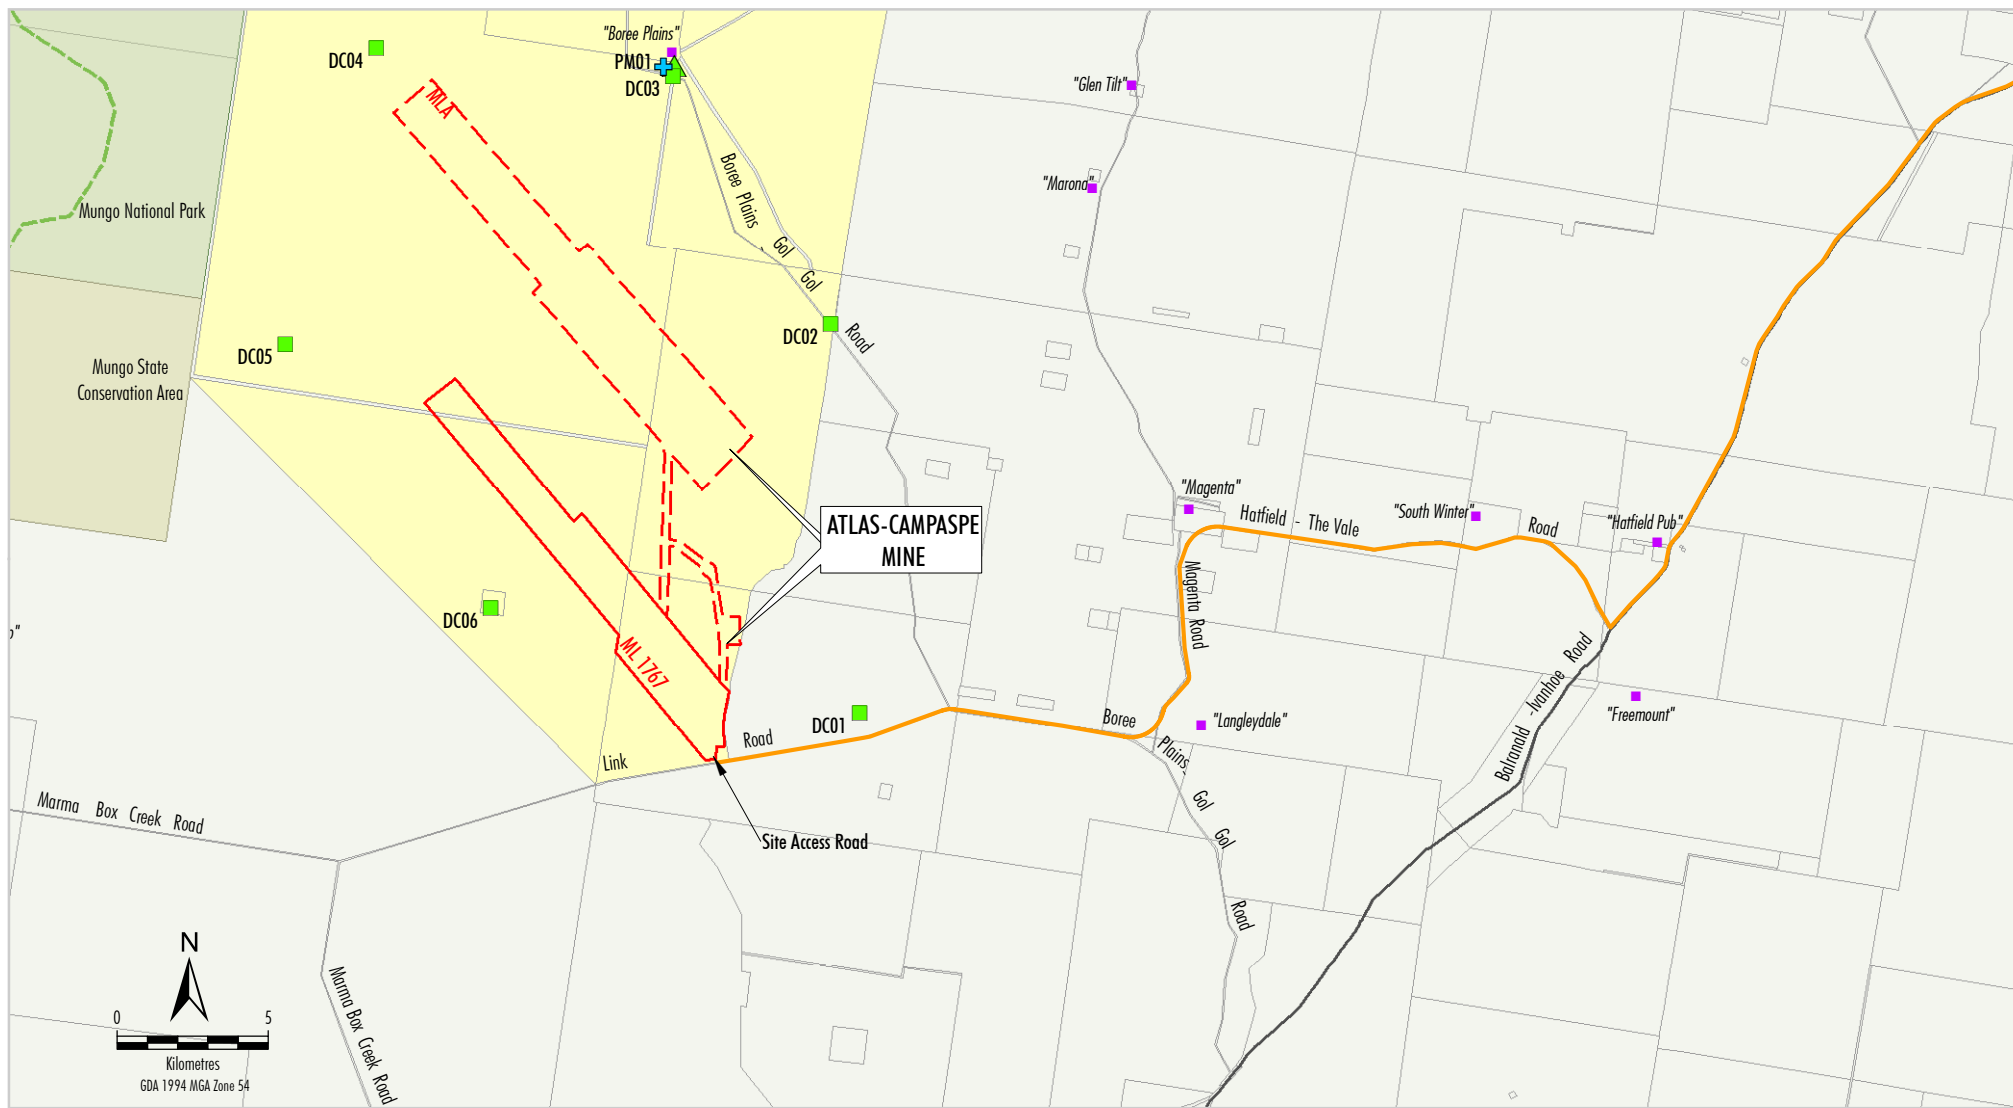 "Boree Plains"
DC04
PM01
DC03
MLA
"Glen Tilt"
Boree Plains Gol Gol Road
"Marona"
Mungo National Park
DC02
DC05
Mungo State
Conservation Area
"Magenta"
Hatfield - The Vale Road
"South Winter"
"Hatfield Pub"
ATLAS-CAMPASPE
MINE
Magenta Road
DC06
ML 1767
Balranald -Ivanhoe Road
"Freemount"
DC01
"Langleydale"
Link Road
Boree Plains Gol Gol Road
Marma Box Creek Road
Site Access Road
Marma Box Creek Road
N
0 5
Kilometres
GDA 1994 MGA Zone 54